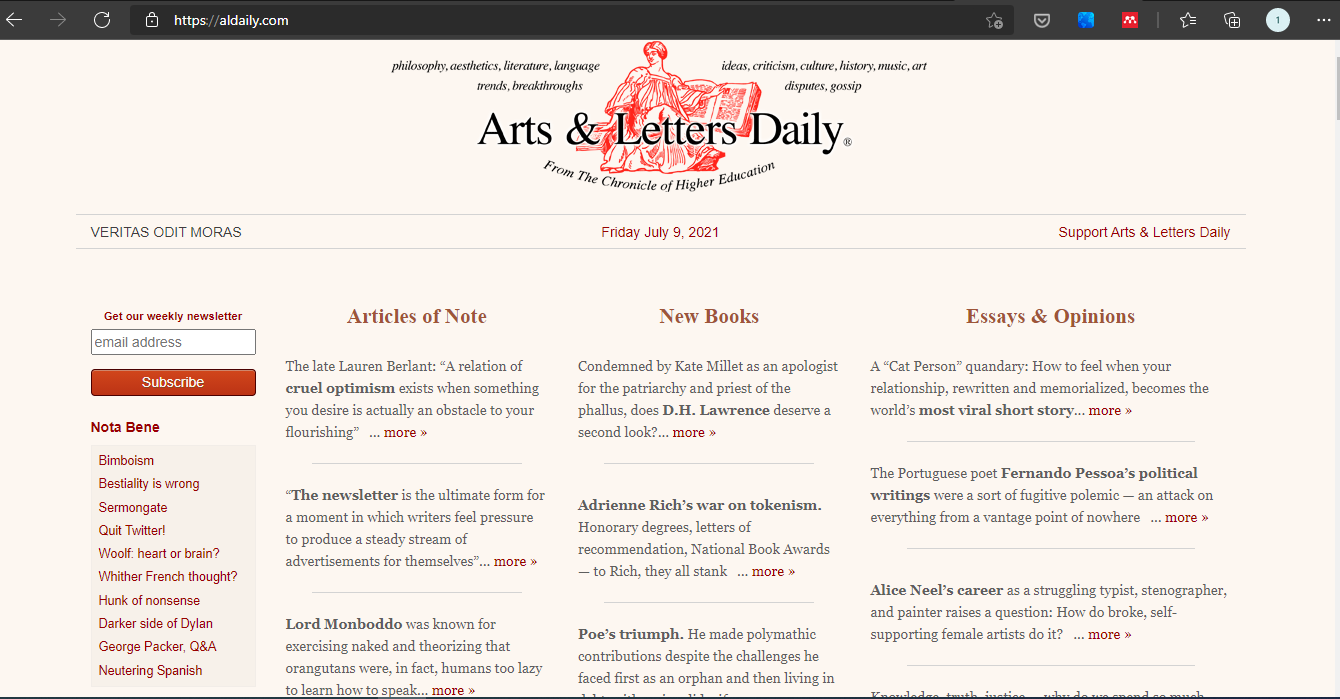 https://aldaily.com
1
philosophy, aesthetics, literature, language
trends, breakthroughs
ideas, criticism, culture, history, music, art
disputes, gossip
Arts & Letters Daily®
From The Chronicle of Higher Education
VERITAS ODIT MORAS
Friday July 9, 2021
Support Arts & Letters Daily
Get our weekly newsletter
email address
Subscribe
Nota Bene
Bimboism
Bestiality is wrong
Sermongate
Quit Twitter!
Woolf: heart or brain?
Whither French thought?
Hunk of nonsense
Darker side of Dylan
George Packer, Q&A
Neutering Spanish
Articles of Note
The late Lauren Berlant: “A relation of
cruel optimism exists when something
you desire is actually an obstacle to your
flourishing” ... more »
“The newsletter is the ultimate form for
a moment in which writers feel pressure
to produce a steady stream of
advertisements for themselves”... more »
Lord Monboddo was known for
exercising naked and theorizing that
orangutans were, in fact, humans too lazy
to learn how to speak... more »
New Books
Condemned by Kate Millet as an apologist
for the patriarchy and priest of the
phallus, does D.H. Lawrence deserve a
second look?... more »
Adrienne Rich’s war on tokenism.
Honorary degrees, letters of
recommendation, National Book Awards
— to Rich, they all stank ... more »
Poe’s triumph. He made polymathic
contributions despite the challenges he
faced first as an orphan and then living in
Essays & Opinions
A “Cat Person” quandary: How to feel when your
relationship, rewritten and memorialized, becomes the
world’s most viral short story... more »
The Portuguese poet Fernando Pessoa’s political
writings were a sort of fugitive polemic — an attack on
everything from a vantage point of nowhere ... more »
Alice Neel’s career as a struggling typist, stenographer,
and painter raises a question: How do broke, self-
supporting female artists do it? ... more »
Knowledge, truth, justice — why do we spend so much